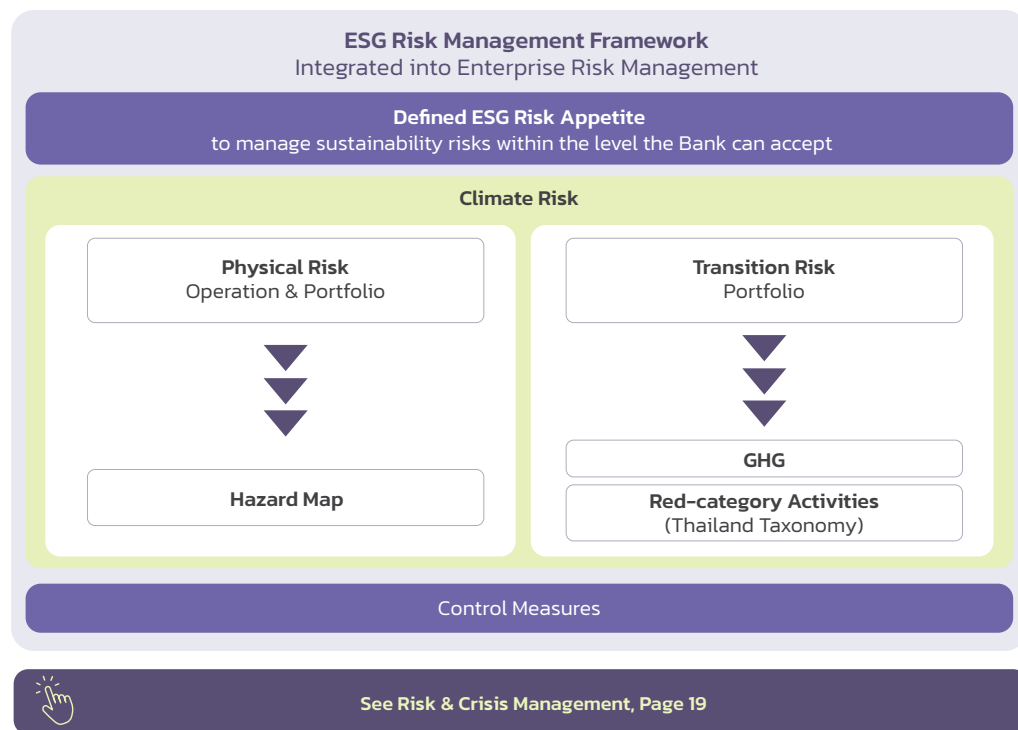 ESG Risk Management Framework
Integrated into Enterprise Risk Management
Defined ESG Risk Appetite
to manage sustainability risks within the level the Bank can accept
Climate Risk
Physical Risk
Operation & Portfolio
Hazard Map
Transition Risk
Portfolio
GHG
Red-category Activities
(Thailand Taxonomy)
Control Measures
See Risk & Crisis Management, Page 19